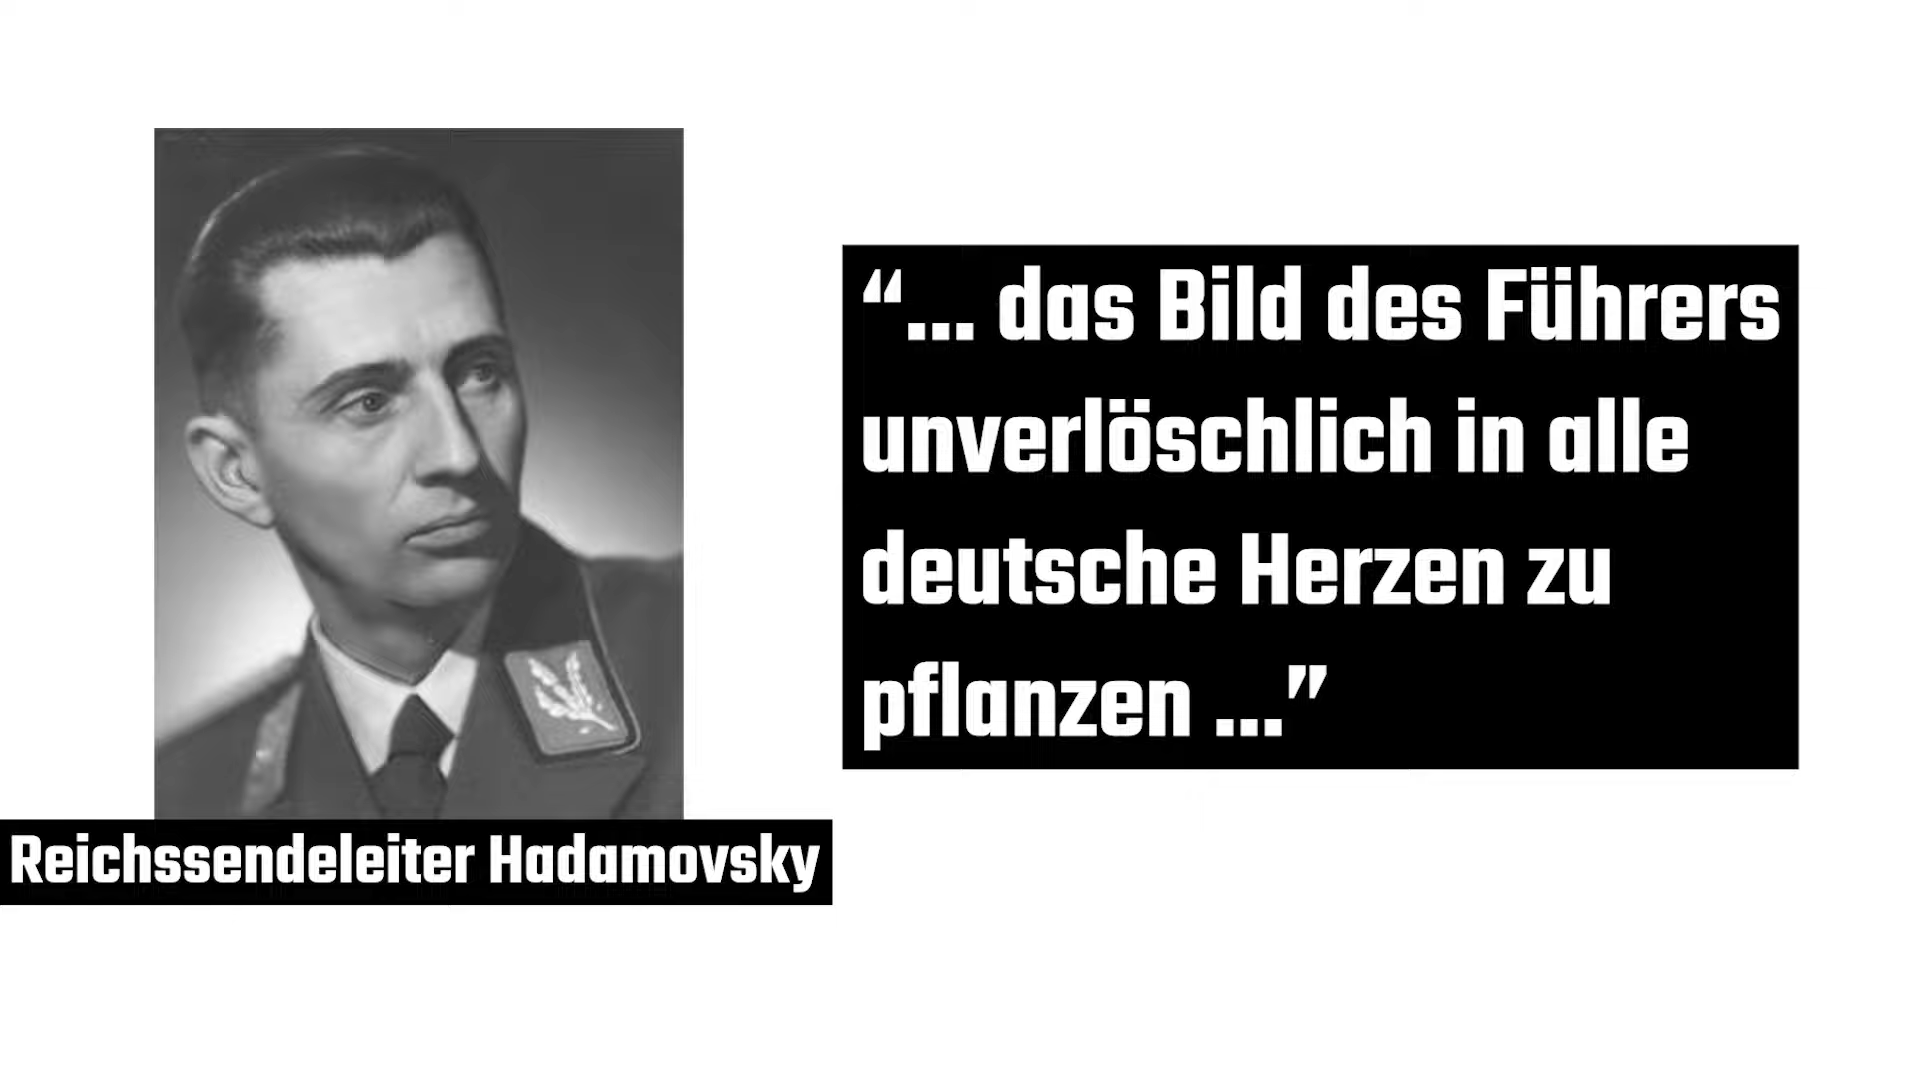 “... das Bild des Führers
unverlöschlich in alle
deutsche Herzen zu
pflanzen ...”
Reichssendeleiter Hadamovsky